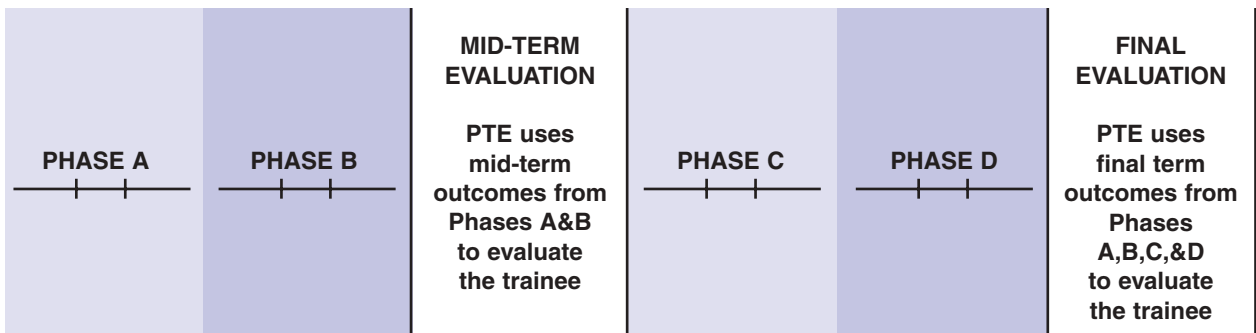 PHASE A
PHASE B
MID-TERM
EVALUATION
PTE uses
mid-term
outcomes from
Phases A&B
to evaluate
the trainee
PHASE C
PHASE D
FINAL
EVALUATION
PTE uses
final term
outcomes from
Phases
A,B,C,&D
to evaluate
the trainee